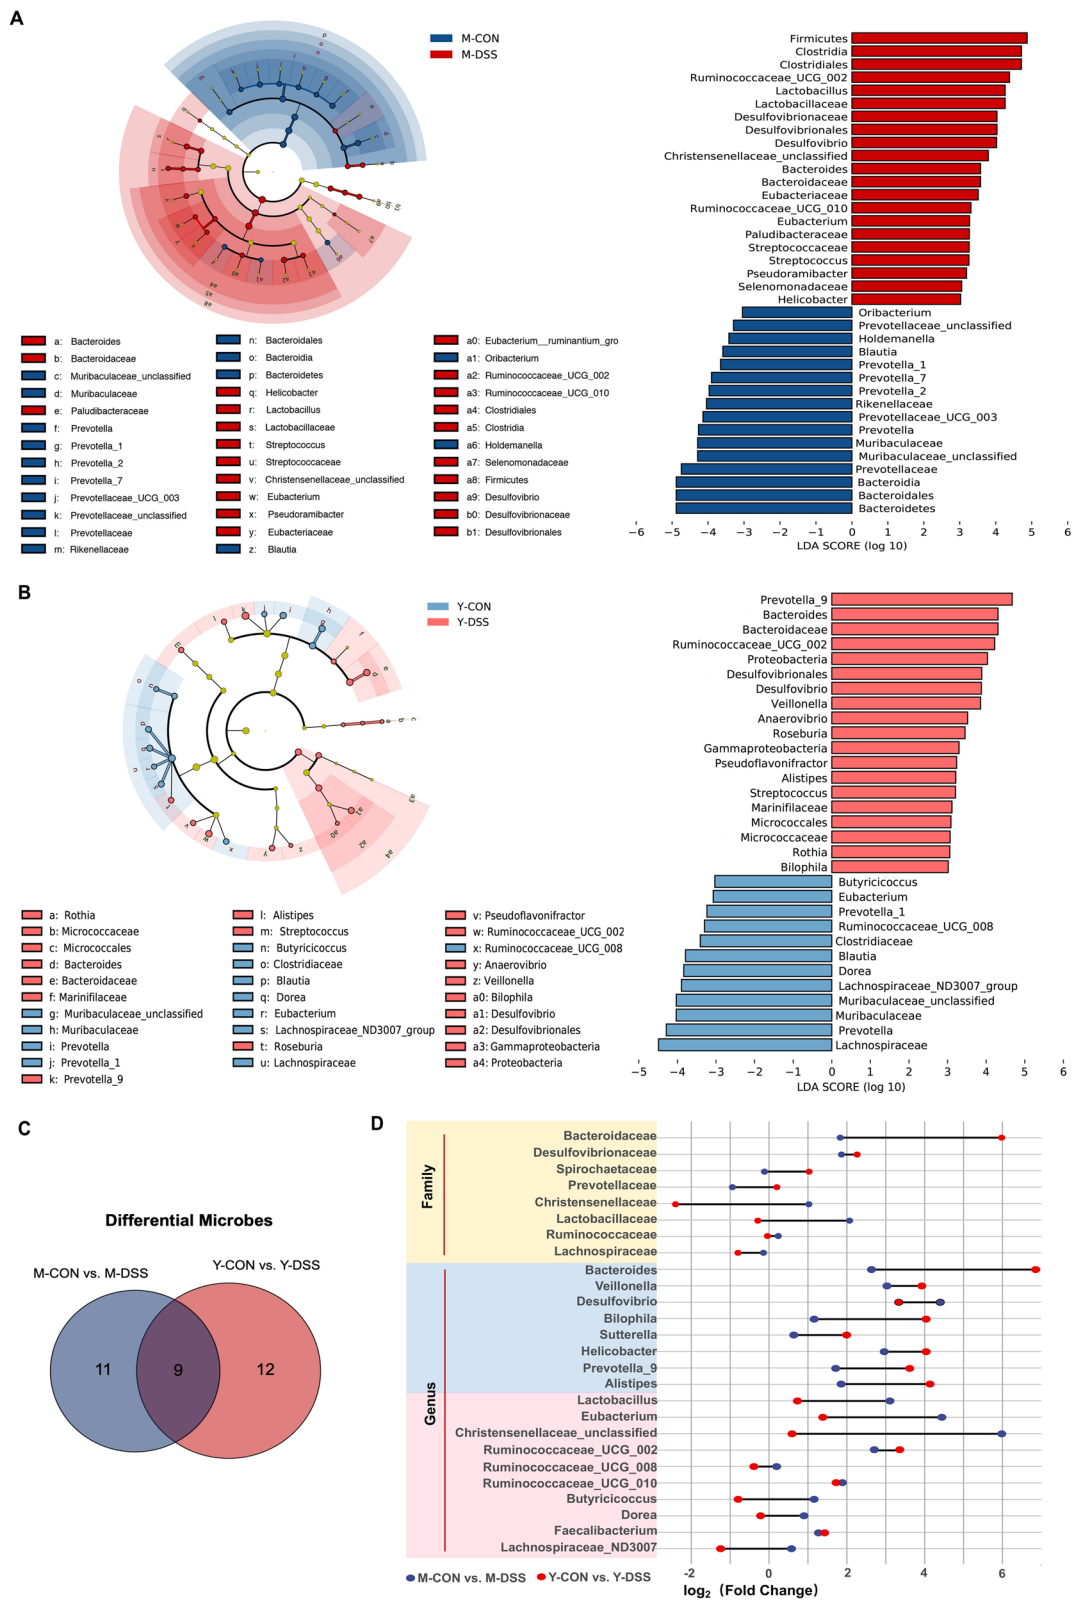 A
M-CON
M-DSS
Firmicutes
Clostridia
Clostridiales
Ruminococcaceae_UCG_002
Lactobacillus
Lactobacillaceae
Desulfovibrionaceae
Desulfovibrionales
Desulfovibrio
Christensenellaceae_unclassified
Bacteroides
Bacteroidaceae
Eubacteriaceae
Ruminococcaceae_UCG_010
Eubacterium
Paludibacteraceae
Streptococcaceae
Streptococcus
Pseudoramibacter
Selenomonadaceae
Helicobacter
Oribacterium
Prevotellaceae_unclassified
Holdemanella
Blautia
Prevotella_1
Prevotella_7
Prevotella_2
Rikenellaceae
Prevotellaceae_UCG_003
Prevotella
Muribaculaceae
Muribaculaceae_unclassified
Prevotellaceae
Bacteroidia
Bacteroidales
Bacteroidetes
−6 −5 −4 −3 −2 −1 0 1 2 3 4 5 6
LDA SCORE (log 10)
a: Bacteroides
b: Bacteroidaceae
c: Muribaculaceae_unclassified
d: Muribaculaceae
e: Paludibacteraceae
f: Prevotella
g: Prevotella_1
h: Prevotella_2
i: Prevotella_7
j: Prevotellaceae_UCG_003
k: Prevotellaceae_unclassified
l: Prevotellaceae
m: Rikenellaceae
n: Bacteroidales
o: Bacteroidia
p: Bacteroidetes
q: Helicobacter
r: Lactobacillus
s: Lactobacillaceae
t: Streptococcus
u: Streptococcaceae
v: Christensenellaceae_unclassified
w: Eubacterium
x: Pseudoramibacter
y: Eubacteriaceae
z: Blautia
a0: Eubacterium__ruminantium_gro
a1: Oribacterium
a2: Ruminococcaceae_UCG_002
a3: Ruminococcaceae_UCG_010
a4: Clostridiales
a5: Clostridia
a6: Holdemanella
a7: Selenomonadaceae
a8: Firmicutes
a9: Desulfovibrio
b0: Desulfovibrionaceae
b1: Desulfovibrionales
B
Y-CON
Y-DSS
Prevotella_9
Bacteroides
Bacteroidaceae
Ruminococcaceae_UCG_002
Proteobacteria
Desulfovibrionales
Desulfovibrio
Veillonella
Anaerovibrio
Roseburia
Gammaproteobacteria
Pseudoflavonifractor
Alistipes
Streptococcus
Marinifilaceae
Micrococcales
Micrococcaceae
Rothia
Bilophila
Butyricicoccus
Eubacterium
Prevotella_1
Ruminococcaceae_UCG_008
Clostridiaceae
Blautia
Dorea
Lachnospiraceae_ND3007_group
Muribaculaceae_unclassified
Muribaculaceae
Prevotella
Lachnospiraceae
−5 −4 −3 −2 −1 0 1 2 3 4 5 6
LDA SCORE (log 10)
a: Rothia
b: Micrococcaceae
c: Micrococcales
d: Bacteroides
e: Bacteroidaceae
f: Marinifilaceae
g: Muribaculaceae_unclassified
h: Muribaculaceae
i: Prevotella
j: Prevotella_1
k: Prevotella_9
l: Alistipes
m: Streptococcus
n: Butyricicoccus
o: Clostridiaceae
p: Blautia
q: Dorea
r: Eubacterium
s: Lachnospiraceae_ND3007_group
t: Roseburia
u: Lachnospiraceae
v: Pseudoflavonifractor
w: Ruminococcaceae_UCG_002
x: Ruminococcaceae_UCG_008
y: Anaerovibrio
z: Veillonella
a0: Bilophila
a1: Desulfovibrio
a2: Desulfovibrionales
a3: Gammaproteobacteria
a4: Proteobacteria
C
Differential Microbes
M-CON vs. M-DSS
Y-CON vs. Y-DSS
11 9 12
D
Family
Bacteroidaceae
Desulfovibrionaceae
Spirochaetaceae
Prevotellaceae
Christensenellaceae
Lactobacillaceae
Ruminococcaceae
Lachnospiraceae
Genus
Bacteroides
Veillonella
Desulfovibrio
Bilophila
Sutterella
Helicobacter
Prevotella_9
Alistipes
Lactobacillus
Eubacterium
Christensenellaceae_unclassified
Ruminococcaceae_UCG_002
Ruminococcaceae_UCG_008
Ruminococcaceae_UCG_010
Butyricicoccus
Dorea
Faecalibacterium
Lachnospiraceae_ND3007
-2 0 2 4 6
M-CON vs. M-DSS Y-CON vs. Y-DSS
log₂ (Fold Change)